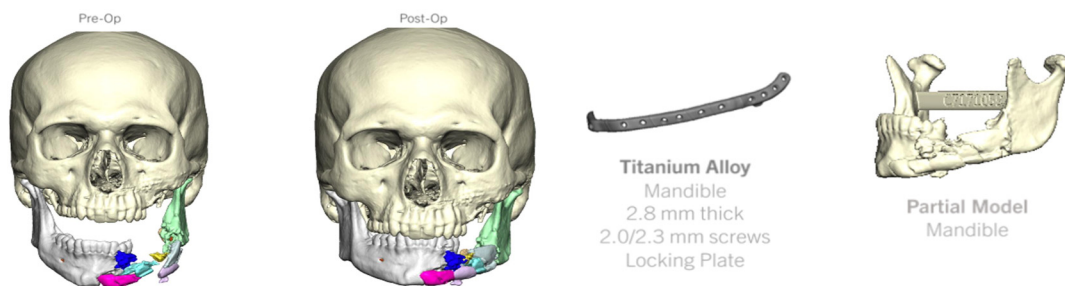 Pre-Op
Post-Op
Titanium Alloy
Mandible
2.8 mm thick
2.0/2.3 mm screws
Locking Plate
Partial Model
Mandible